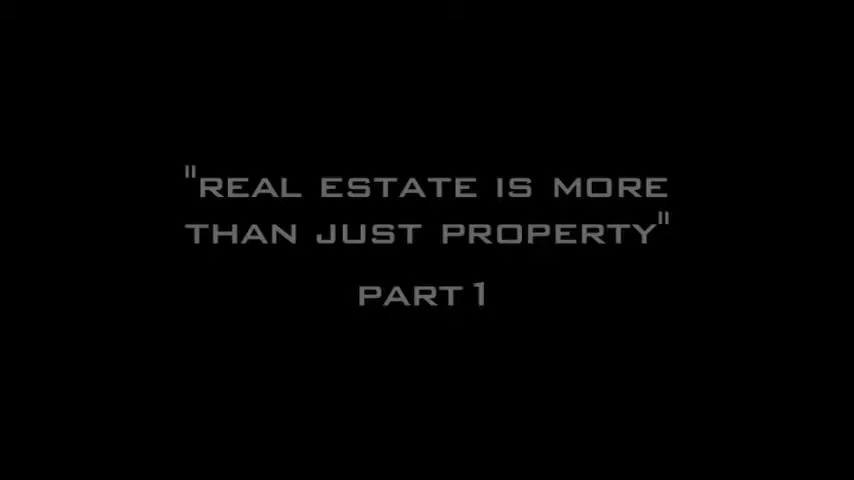 "REAL ESTATE IS MORE
THAN JUST PROPERTY"
PART 1